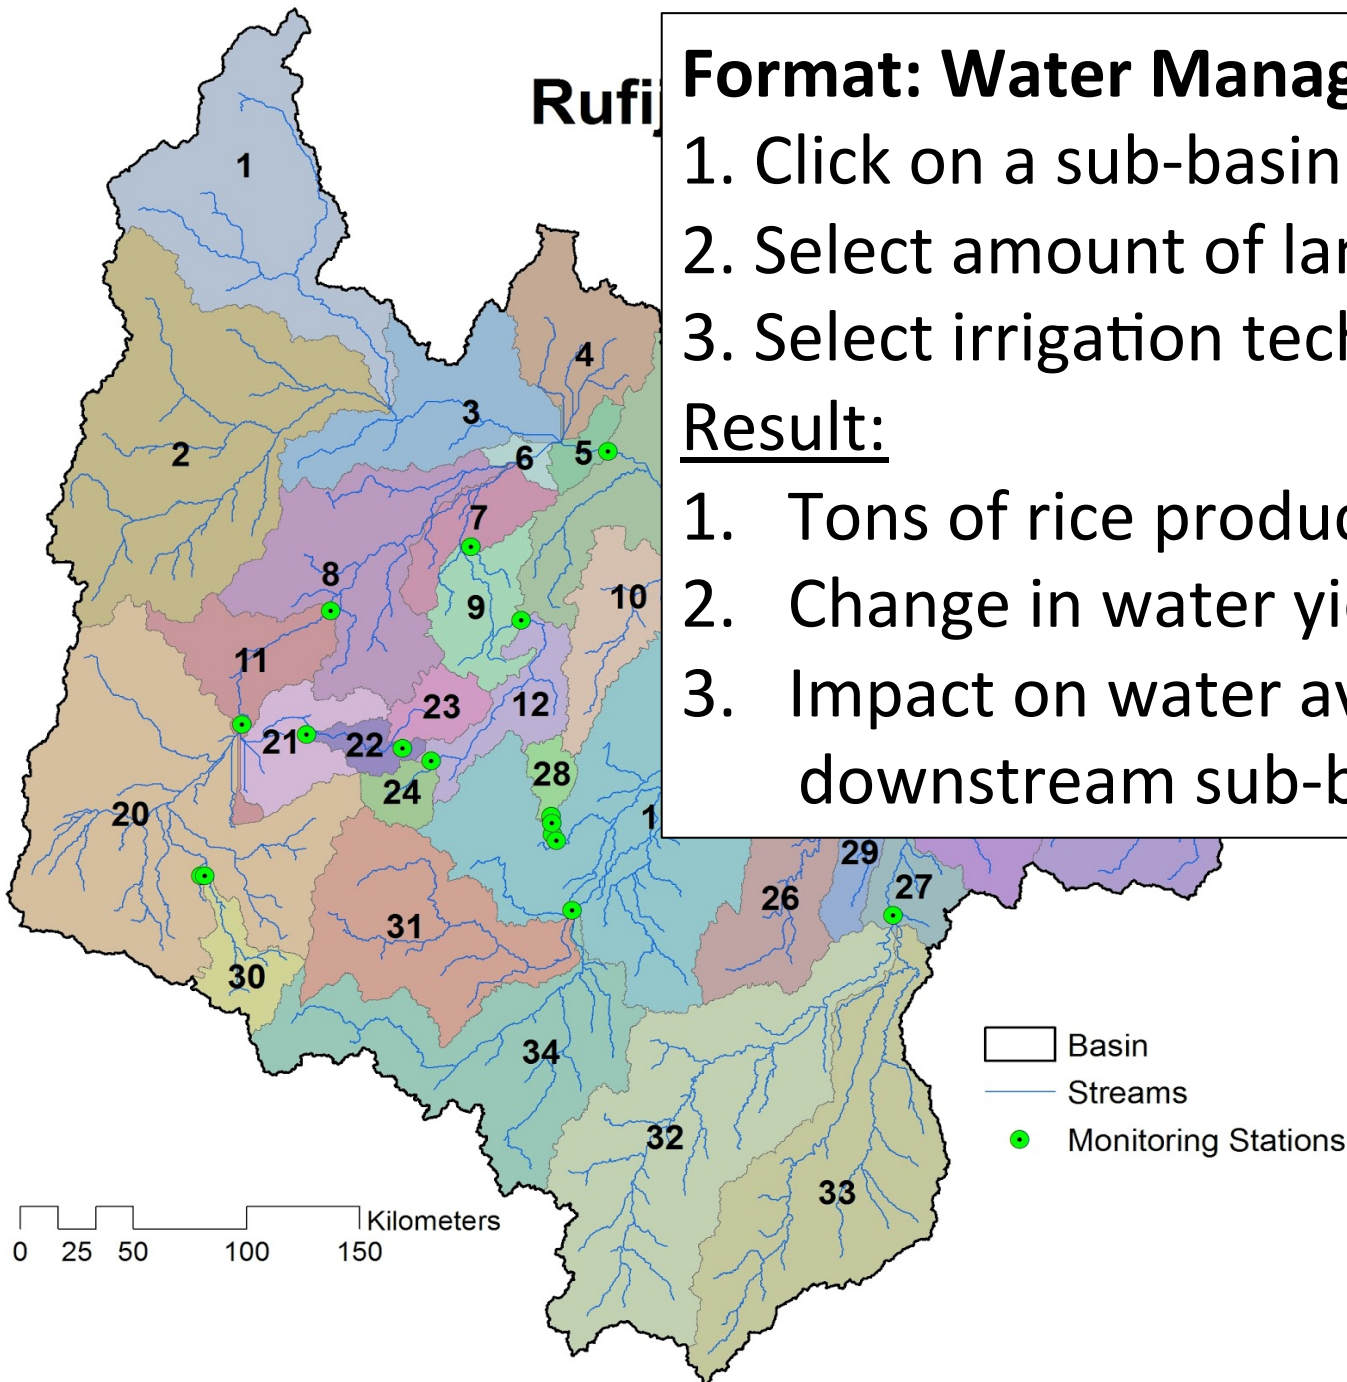 Rufij
Format: Water Manag
1. Click on a sub-basin
2. Select amount of lan
3. Select irrigation tech
Result:
1. Tons of rice produc
2. Change in water yie
3. Impact on water av
downstream sub-b
1
4
3
2
6
5
7
8
9
10
11
23
12
21
22
28
24
20
1
29
27
26
31
30
34
32
33
Basin
Streams
Monitoring Stations
Kilometers
0 25 50 100 150